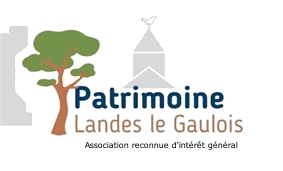 Patrimoine
Landes le Gaulois
Association reconnue d'intérêt général